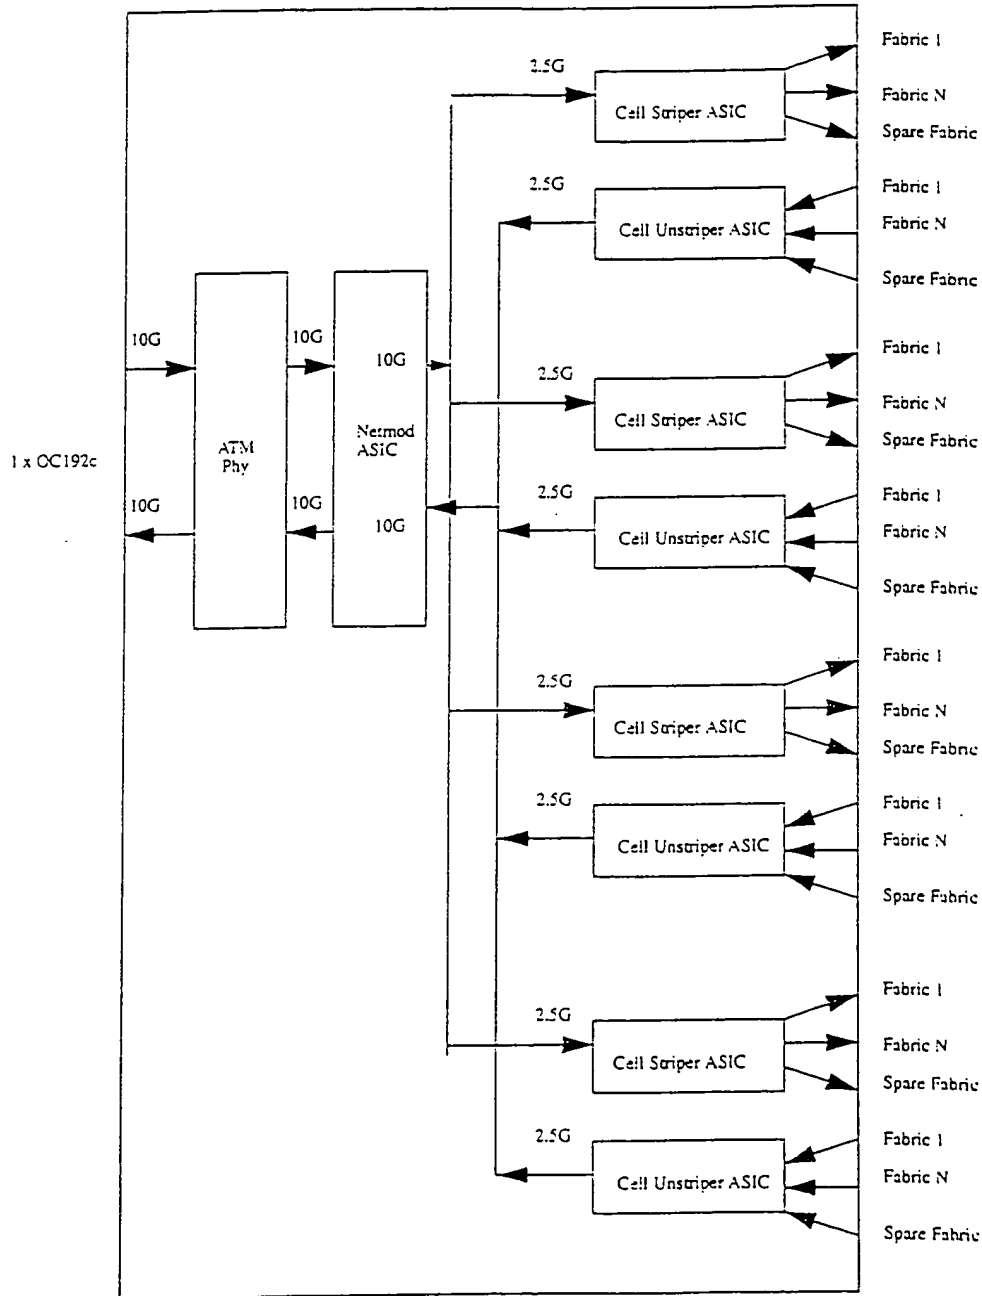 Fabric 1
2.5G
Fabric N
Cell Striper ASIC
Spare Fabric
2.5G
Fabric 1
Cell Unstriper ASIC
Fabric N
Spare Fabric
10G
10G
10G
Fabric 1
2.5G
Fabric N
Cell Striper ASIC
Spare Fabric
1 x OC192c
ATM
Phy
Netmod
ASIC
10G
10G
10G
2.5G
Fabric 1
Cell Unstriper ASIC
Fabric N
Spare Fabric
Fabric 1
2.5G
Fabric N
Cell Striper ASIC
Spare Fabric
2.5G
Fabric 1
Cell Unstriper ASIC
Fabric N
Spare Fabric
Fabric 1
2.5G
Fabric N
Cell Striper ASIC
Spare Fabric
2.5G
Fabric 1
Cell Unstriper ASIC
Fabric N
Spare Fabric